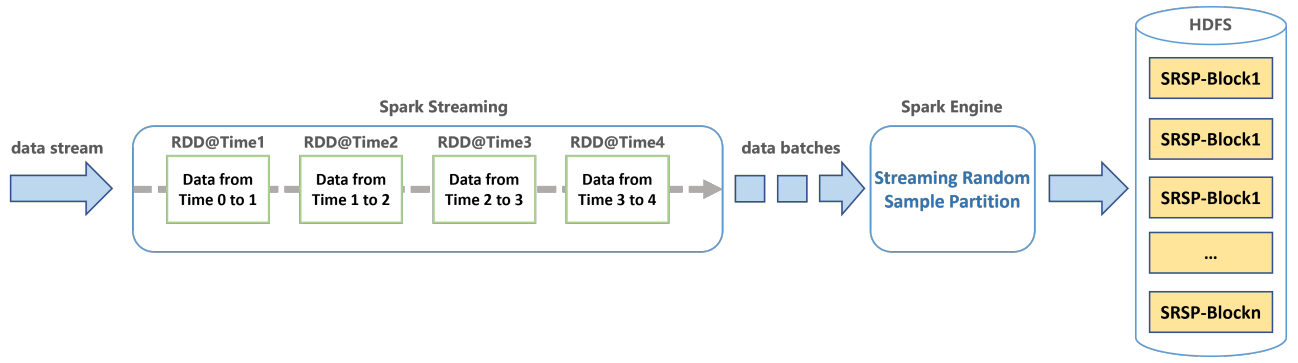 data stream
Spark Streaming
RDD@Time1
Data from
Time 0 to 1
RDD@Time2
Data from
Time 1 to 2
RDD@Time3
Data from
Time 2 to 3
RDD@Time4
Data from
Time 3 to 4
data batches
Spark Engine
Streaming Random
Sample Partition
HDFS
SRSP-Block1
SRSP-Block1
SRSP-Block1
...
SRSP-Blockn